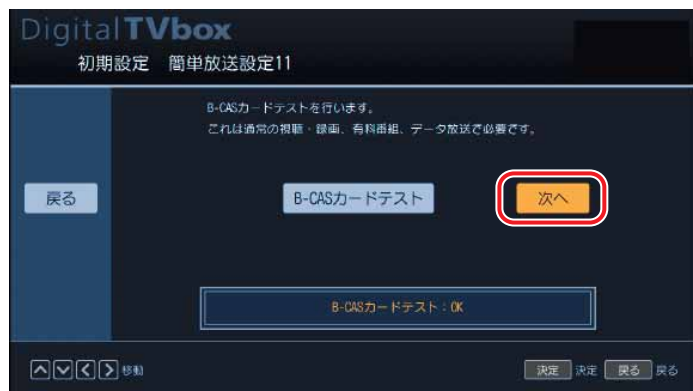 DigitalTVbox
初期設定 簡単放送設定11
B-CASカードテストを行います。
これは通常の視聴・録画、有料番組、データ放送で必要です。
戻る
B-CASカードテスト
次へ
B-CASカードテスト：OK
移動
決定 決定 戻る 戻る